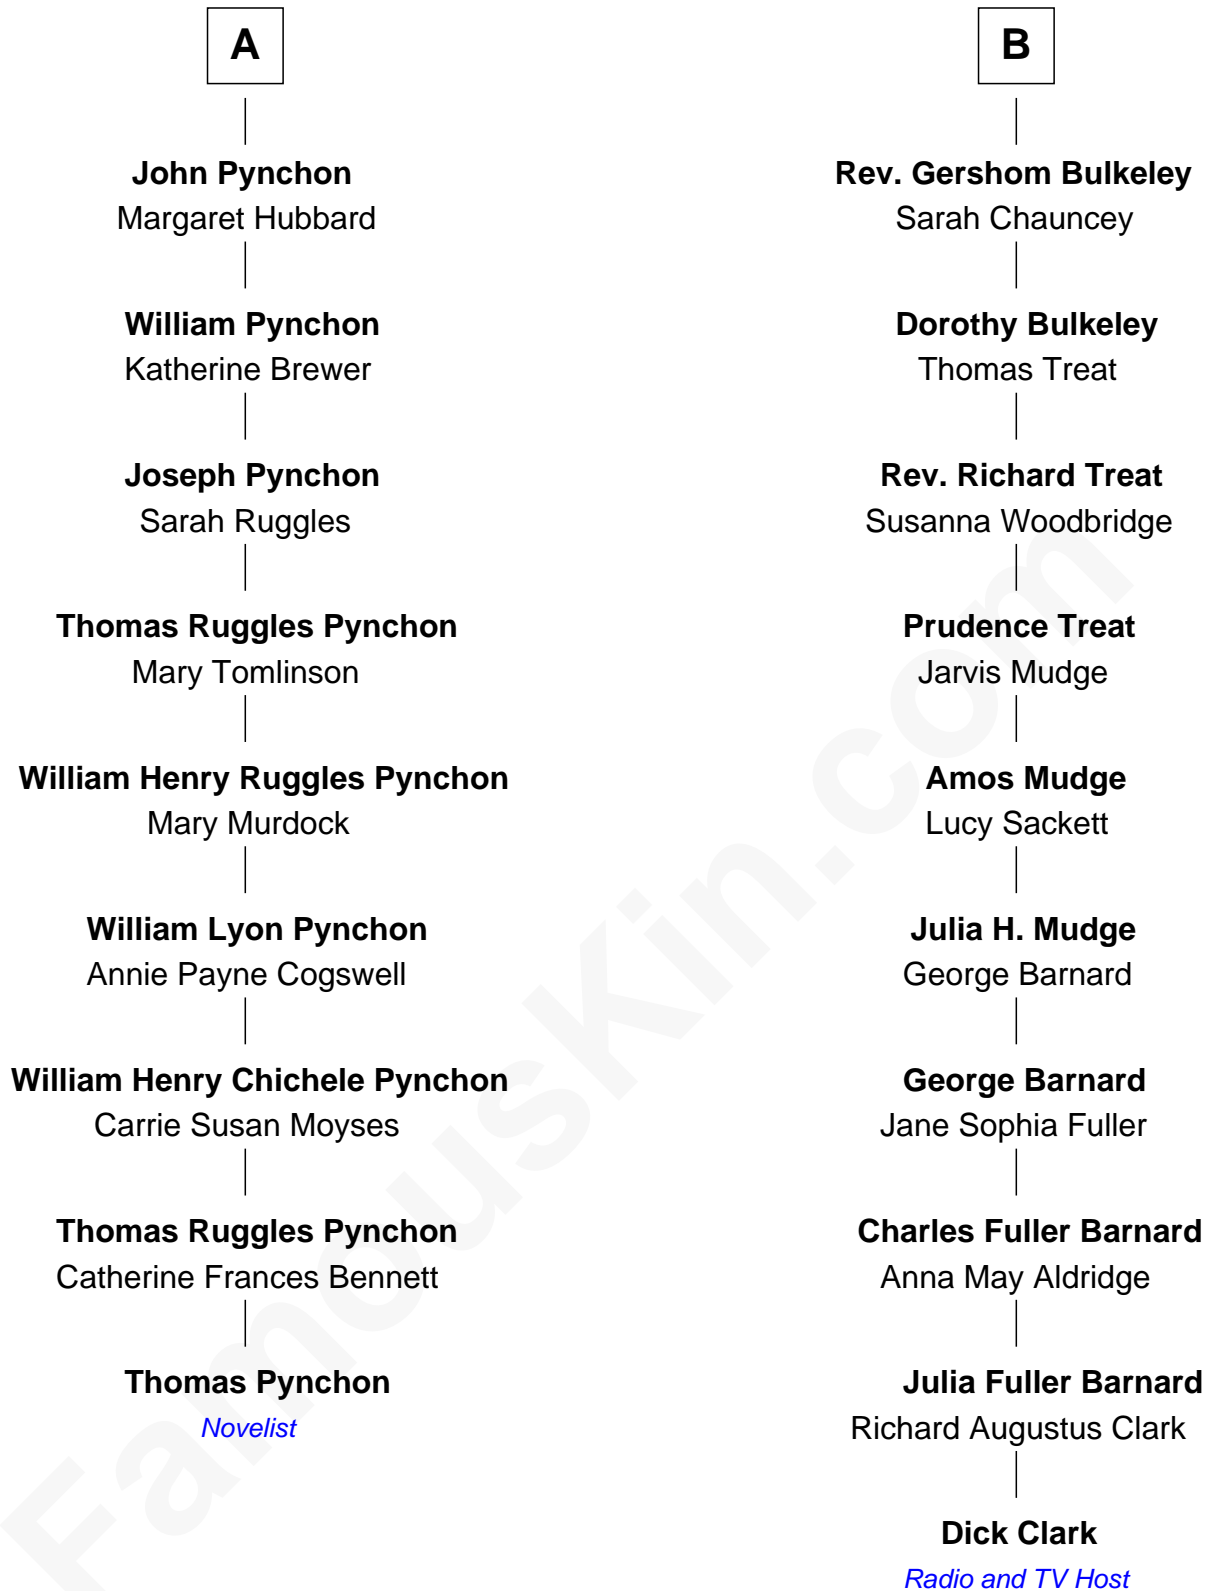 A
John Pynchon
Margaret Hubbard
William Pynchon
Katherine Brewer
Joseph Pynchon
Sarah Ruggles
Thomas Ruggles Pynchon
Mary Tomlinson
William Henry Ruggles Pynchon
Mary Murdock
William Lyon Pynchon
Annie Payne Cogswell
William Henry Chichele Pynchon
Carrie Susan Moyses
Thomas Ruggles Pynchon
Catherine Frances Bennett
Thomas Pynchon
Novelist
B
Rev. Gershom Bulkeley
Sarah Chauncey
Dorothy Bulkeley
Thomas Treat
Rev. Richard Treat
Susanna Woodbridge
Prudence Treat
Jarvis Mudge
Amos Mudge
Lucy Sackett
Julia H. Mudge
George Barnard
George Barnard
Jane Sophia Fuller
Charles Fuller Barnard
Anna May Aldridge
Julia Fuller Barnard
Richard Augustus Clark
Dick Clark
Radio and TV Host
FamousKin.com